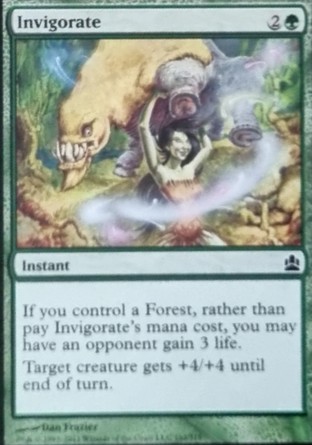 Invigorate 2
Instant
If you control a Forest, rather than
pay Invigorate's mana cost, you may
have an opponent gain 3 life.
Target creature gets +4/+4 until
end of turn.
Dan Frazier